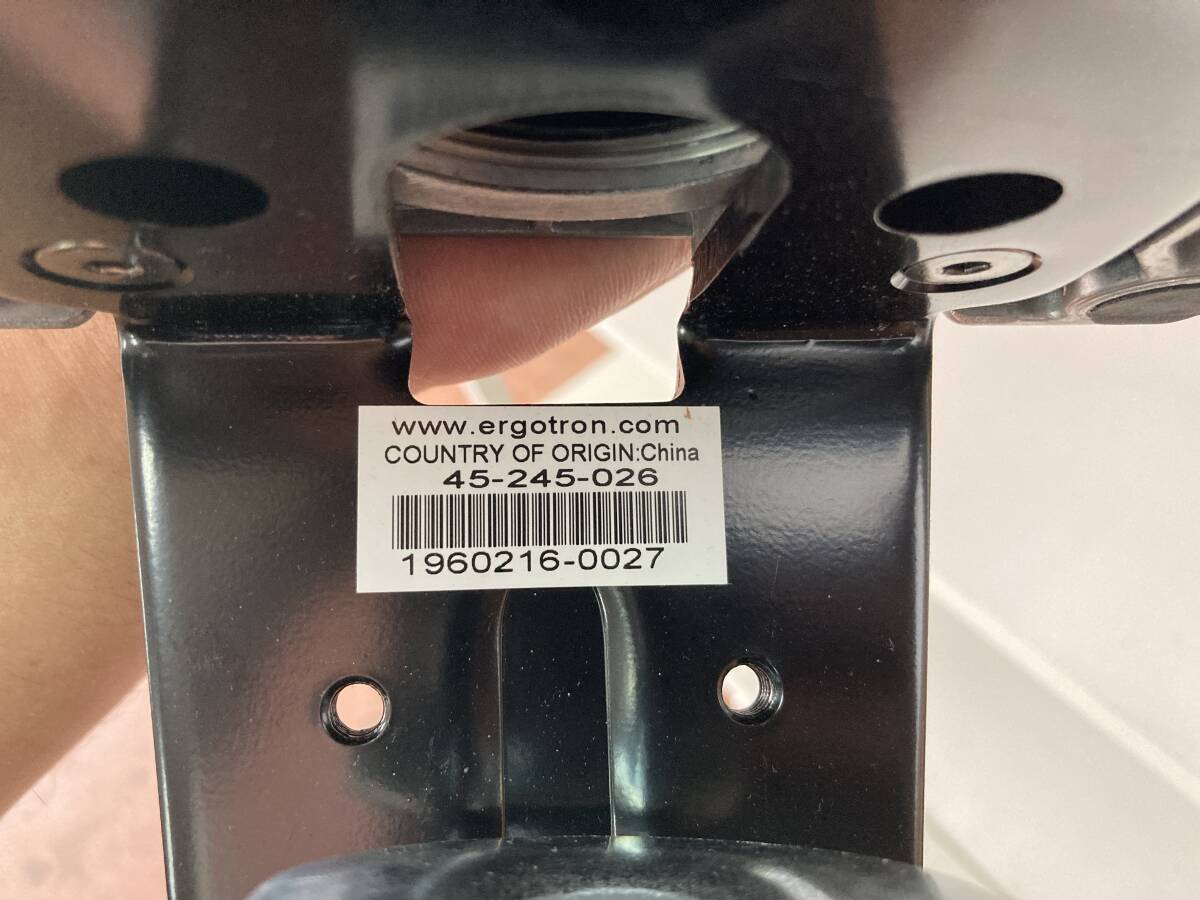 www.ergotron.com
COUNTRY OF ORIGIN:China
45-245-026
1960216-0027